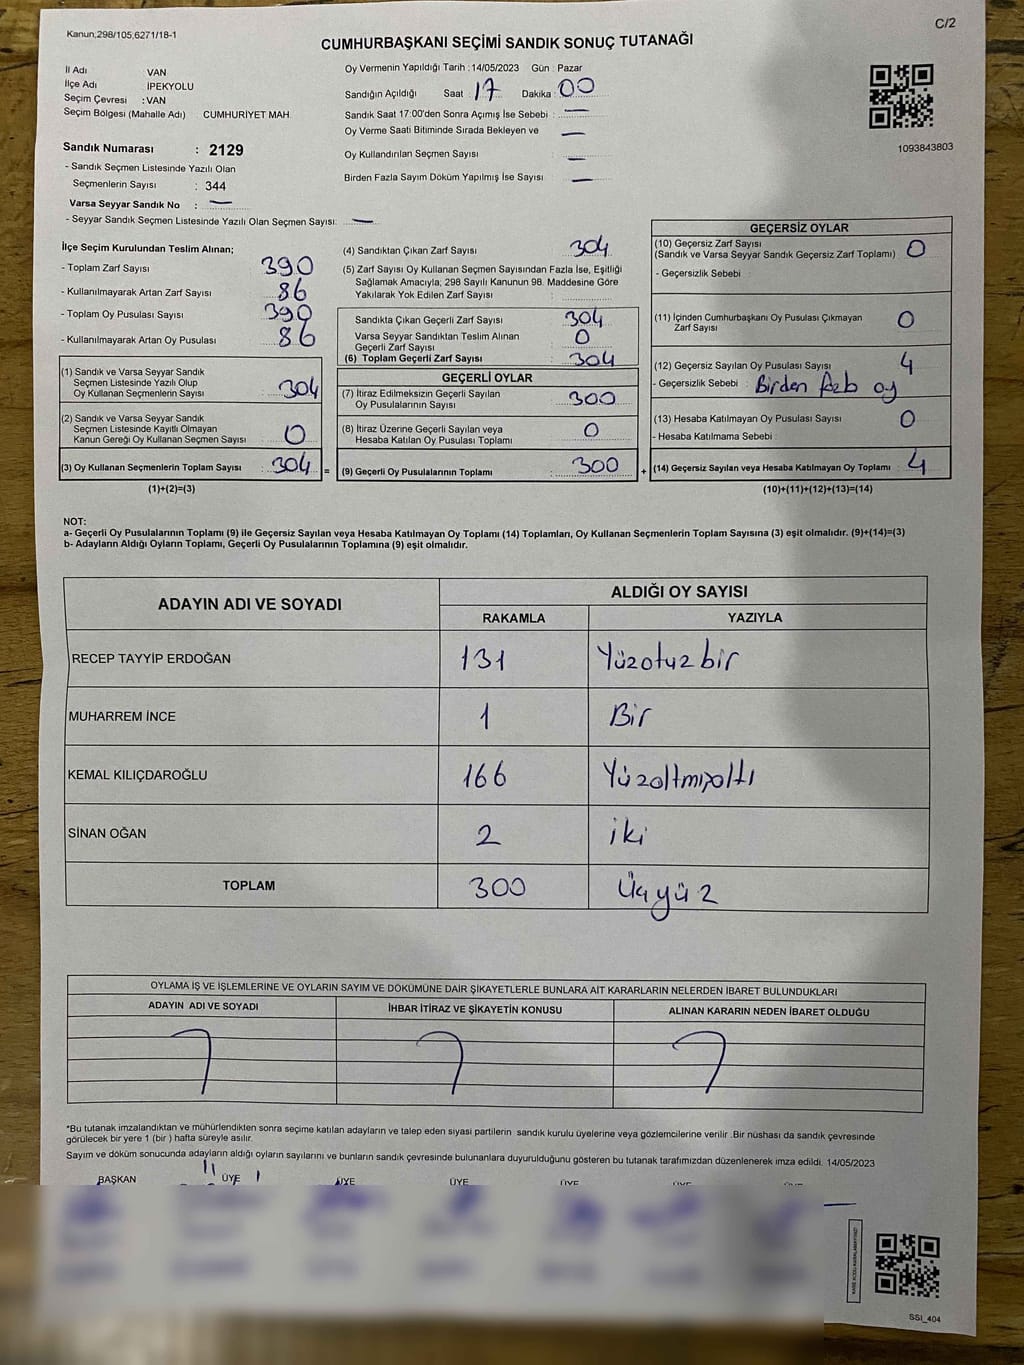 Kanun,298/105,6271/18-1
C/2
CUMHURBAŞKANI SEÇİMİ SANDIK SONUÇ TUTANAĞI
İl Adı VAN
İlçe Adı İPEKYOLU
Seçim Çevresi : VAN
Seçim Bölgesi (Mahalle Adı) CUMHURİYET MAH.
Sandık Numarası : 2129
- Sandık Seçmen Listesinde Yazılı Olan
Seçmenlerin Sayısı : 344
Varsa Seyyar Sandık No : —
- Seyyar Sandık Seçmen Listesinde Yazılı Olan Seçmen Sayısı: —
Oy Vermenin Yapıldığı Tarih : 14/05/2023 Gün : Pazar
Sandığın Açıldığı Saat : 17 Dakika : 00
Sandık Saat 17:00'den Sonra Açımış İse Sebebi : —
Oy Verme Saati Bitiminde Sırada Bekleyen ve —
Oy Kullandırılan Seçmen Sayısı : —
Birden Fazla Sayım Döküm Yapılmış İse Sayısı : —
1093843803
İlçe Seçim Kurulundan Teslim Alınan;
- Toplam Zarf Sayısı : 390
- Kullanılmayarak Artan Zarf Sayısı : 86
- Toplam Oy Pusulası Sayısı : 390
- Kullanılmayarak Artan Oy Pusulası : 86
(1) Sandık ve Varsa Seyyar Sandık
Seçmen Listesinde Yazılı Olup
Oy Kullanan Seçmenlerin Sayısı : 304
(2) Sandık ve Varsa Seyyar Sandık
Seçmen Listesinde Kayıtlı Olmayan
Kanun Gereği Oy Kullanan Seçmen Sayısı : 0
(3) Oy Kullanan Seçmenlerin Toplam Sayısı : 304 =
(1)+(2)=(3)
(4) Sandıktan Çıkan Zarf Sayısı : 304
(5) Zarf Sayısı Oy Kullanan Seçmen Sayısından Fazla İse, Eşitliği
Sağlamak Amacıyla; 298 Sayılı Kanunun 98. Maddesine Göre
Yakılarak Yok Edilen Zarf Sayısı :
Sandıkta Çıkan Geçerli Zarf Sayısı : 304
Varsa Seyyar Sandıktan Teslim Alınan
Geçerli Zarf Sayısı : 0
(6) Toplam Geçerli Zarf Sayısı : 304
GEÇERLİ OYLAR
(7) İtiraz Edilmeksizin Geçerli Sayılan
Oy Pusulalarının Sayısı : 300
(8) İtiraz Üzerine Geçerli Sayılan veya
Hesaba Katılan Oy Pusulası Toplamı : 0
(9) Geçerli Oy Pusulalarının Toplamı : 300 +
GEÇERSİZ OYLAR
(10) Geçersiz Zarf Sayısı
(Sandık ve Varsa Seyyar Sandık Geçersiz Zarf Toplamı) : 0
- Geçersizlik Sebebi :
(11) İçinden Cumhurbaşkanı Oy Pusulası Çıkmayan
Zarf Sayısı : 0
(12) Geçersiz Sayılan Oy Pusulası Sayısı : 4
- Geçersizlik Sebebi : Birden fazla oy
(13) Hesaba Katılmayan Oy Pusulası Sayısı : 0
- Hesaba Katılmama Sebebi :
(14) Geçersiz Sayılan veya Hesaba Katılmayan Oy Toplamı : 4
(10)+(11)+(12)+(13)=(14)
NOT:
a- Geçerli Oy Pusulalarının Toplamı (9) ile Geçersiz Sayılan veya Hesaba Katılmayan Oy Toplamı (14) Toplamları, Oy Kullanan Seçmenlerin Toplam Sayısına (3) eşit olmalıdır. (9)+(14)=(3)
b- Adayların Aldığı Oyların Toplamı, Geçerli Oy Pusulalarının Toplamına (9) eşit olmalıdır.
ADAYIN ADI VE SOYADI ALDIĞI OY SAYISI
RAKAMLA YAZIYLA
RECEP TAYYİP ERDOĞAN 131 Yüzotuzbir
MUHARREM İNCE 1 Bir
KEMAL KILIÇDAROĞLU 166 Yüzaltmışaltı
SİNAN OĞAN 2 iki
TOPLAM 300 Üçyüz
OYLAMA İŞ VE İŞLEMLERİNE VE OYLARIN SAYIM VE DÖKÜMÜNE DAİR ŞİKAYETLERLE BUNLARA AİT KARARLARIN NELERDEN İBARET BULUNDUKLARI
ADAYIN ADI VE SOYADI İHBAR İTİRAZ VE ŞİKAYETİN KONUSU ALINAN KARARIN NEDEN İBARET OLDUĞU
*Bu tutanak imzalandıktan ve mühürlendikten sonra seçime katılan adayların ve talep eden siyasi partilerin sandık kurulu üyelerine veya gözlemcilerine verilir .Bir nüshası da sandık çevresinde
görülecek bir yere 1 (bir ) hafta süreyle asılır.
Sayım ve döküm sonucunda adayların aldığı oyların sayılarını ve bunların sandık çevresinde bulunanlara duyurulduğunu gösteren bu tutanak tarafımızdan düzenlenerek imza edildi. 14/05/2023
BAŞKAN ÜYE ÜYE ÜYE ÜYE ÜYE ÜYE
SSI_404